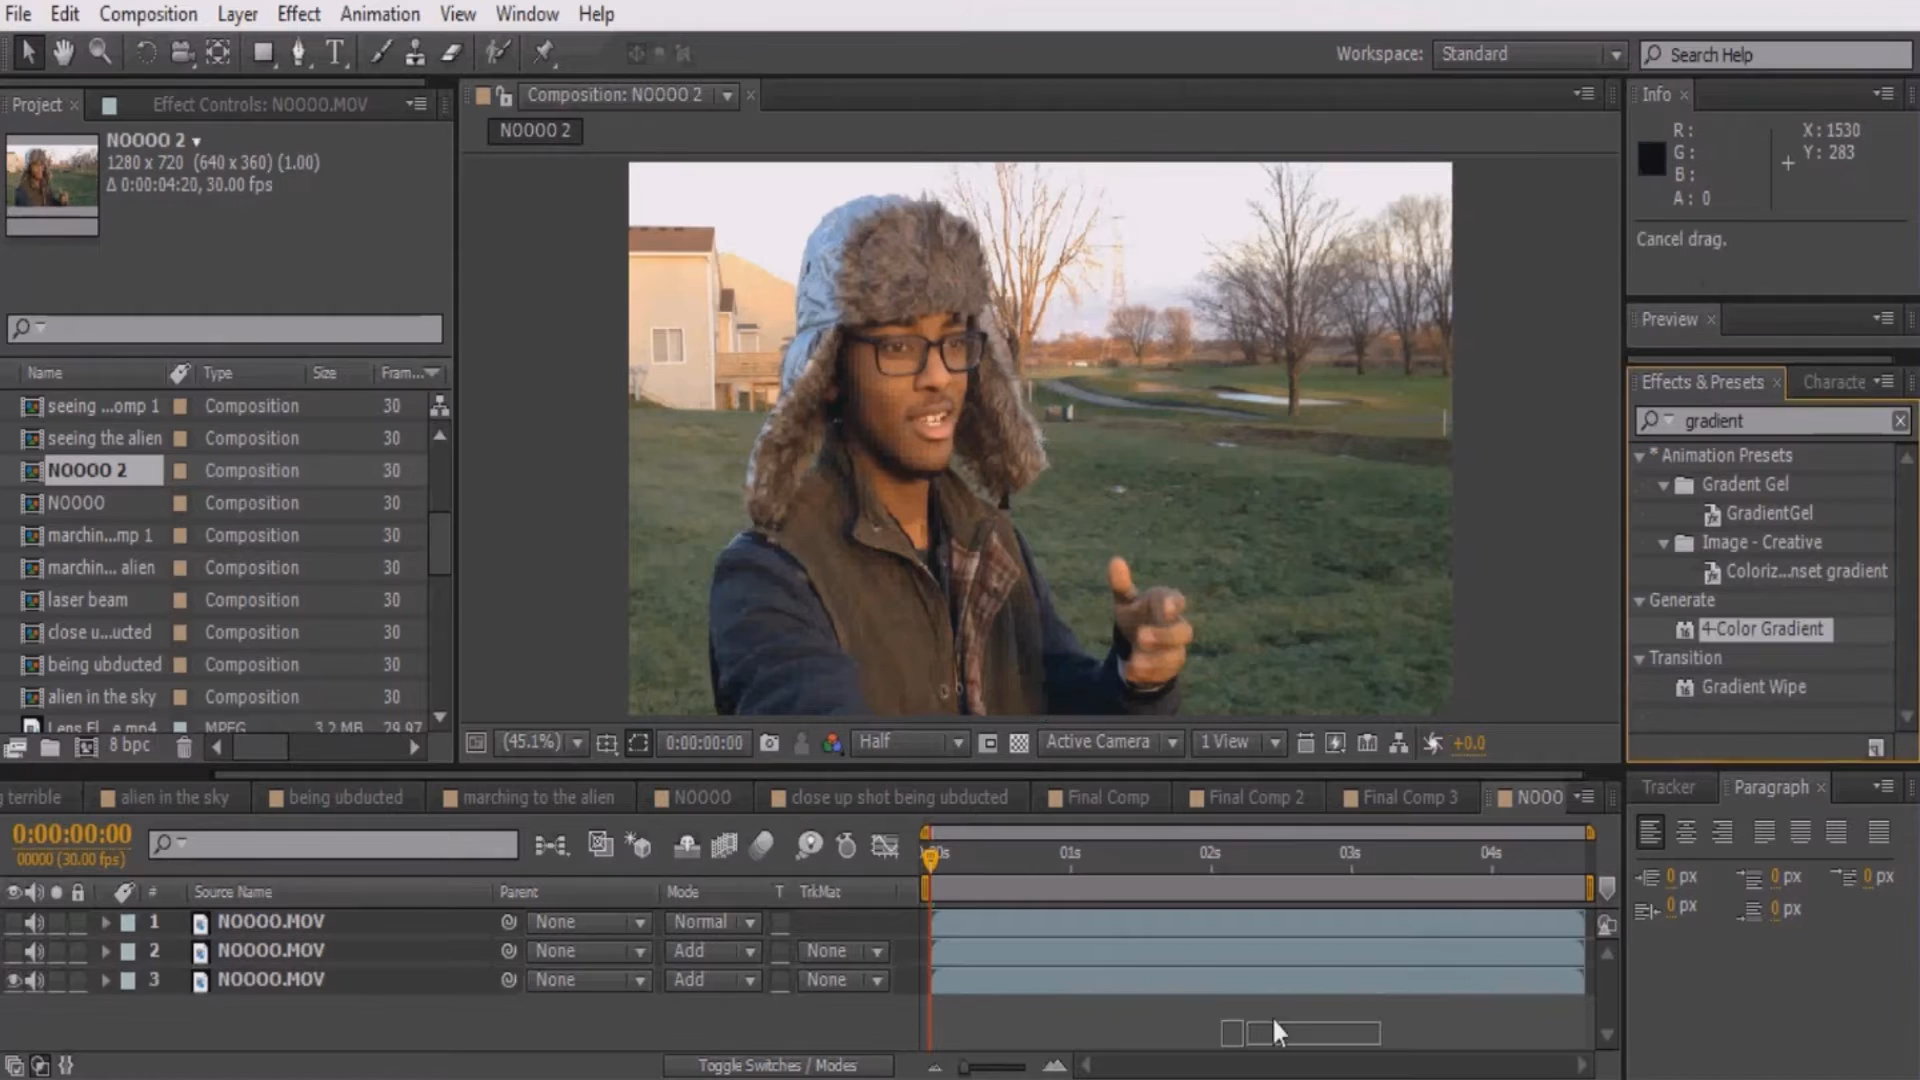 File Edit Composition Layer Effect Animation View Window Help
Workspace: Standard
Search Help
Project
Effect Controls: NOOOO.MOV
NOOOO 2
1280 x 720 (640 x 360) (1.00)
Δ 0:00:04:20, 30.00 fps
Name Type Size Fram...
seeing ...omp 1 Composition 30
seeing the alien Composition 30
NOOOO 2 Composition 30
NOOOO Composition 30
marchin...mp 1 Composition 30
marchin... alien Composition 30
laser beam Composition 30
close u...ucted Composition 30
being ubducted Composition 30
alien in the sky Composition 30
Lens Fl...e.mp4 MPEG 3.2 MB 29.97
8 bpc
Composition: NOOOO 2
NOOOO 2
(45.1%) 0:00:00:00 Half Active Camera 1 View +0.0
Info
R: X: 1530
G: Y: 283
B:
A: 0
Cancel drag.
Preview
Effects & Presets Characte
gradient
* Animation Presets
Gradent Gel
GradientGel
Image - Creative
Coloriz...nset gradient
Generate
4-Color Gradient
Transition
Gradient Wipe
g terrible alien in the sky being ubducted marching to the alien NOOOO close up shot being ubducted Final Comp Final Comp 2 Final Comp 3 NOOO
0:00:00:00
00000 (30.00 fps)
# Source Name Parent Mode T TrkMat
1 NOOOO.MOV None Normal
2 NOOOO.MOV None Add None
3 NOOOO.MOV None Add None
00s 01s 02s 03s 04s
Toggle Switches / Modes
Tracker Paragraph
0 px 0 px 0 px
0 px 0 px